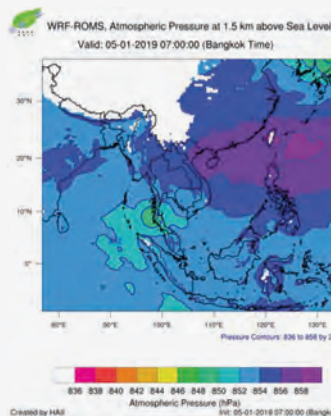 WRF-ROMS, Atmospheric Pressure at 1.5 km above Sea Level
Valid: 05-01-2019 07:00:00 (Bangkok Time)
30°N
20°N
10°N
0°
80°E 90°E 100°E 110°E 120°E 130°E
Pressure Contours: 836 to 858 by 2
836 838 840 842 844 846 848 850 852 854 856 858
Atmospheric Pressure (hPa)
Created by HAII
Init: 05-01-2019 07:00:00